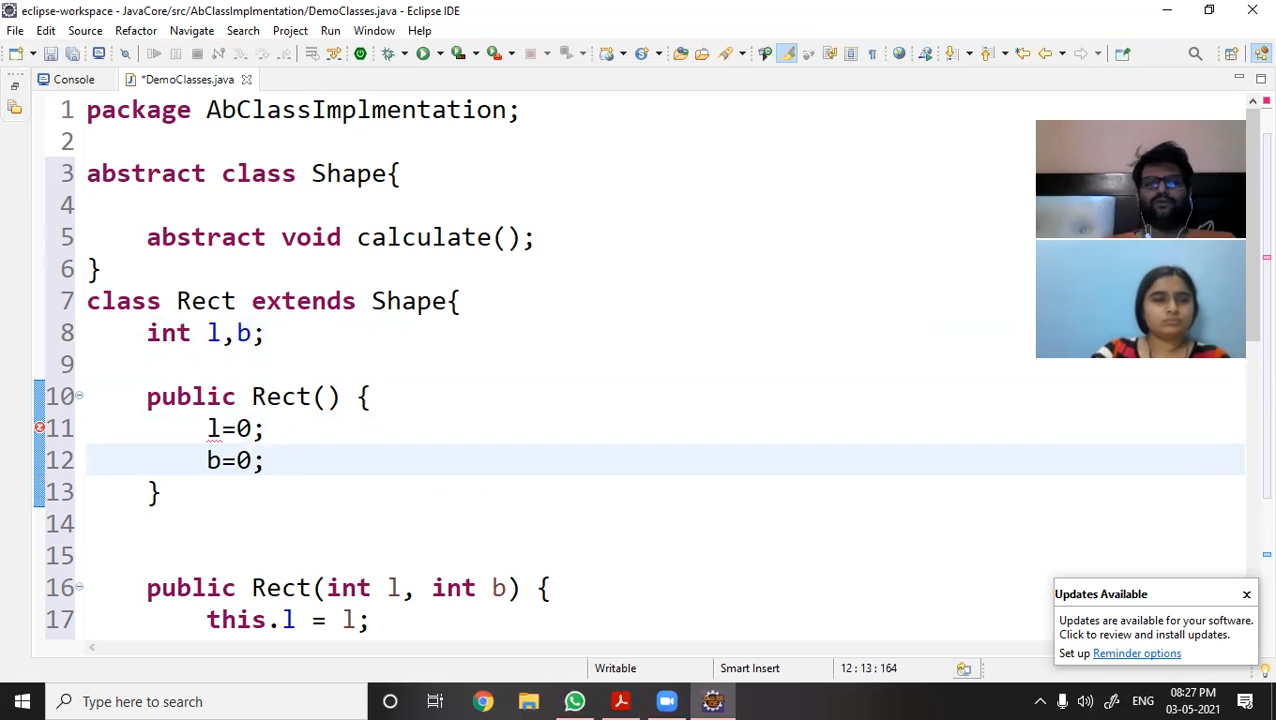 eclipse-workspace - JavaCore/src/AbClassImplmentation/DemoClasses.java - Eclipse IDE
File Edit Source Refactor Navigate Search Project Run Window Help
Console *DemoClasses.java
1 package AbClassImplmentation;
2
3 abstract class Shape{
4
5 abstract void calculate();
6 }
7 class Rect extends Shape{
8 int l,b;
9
10 public Rect() {
11 l=0;
12 b=0;
13 }
14
15
16 public Rect(int l, int b) {
17 this.l = l;
Updates Available
Updates are available for your software.
Click to review and install updates.
Set up Reminder options
Writable Smart Insert 12 : 13 : 164
Type here to search
ENG
08:27 PM
03-05-2021